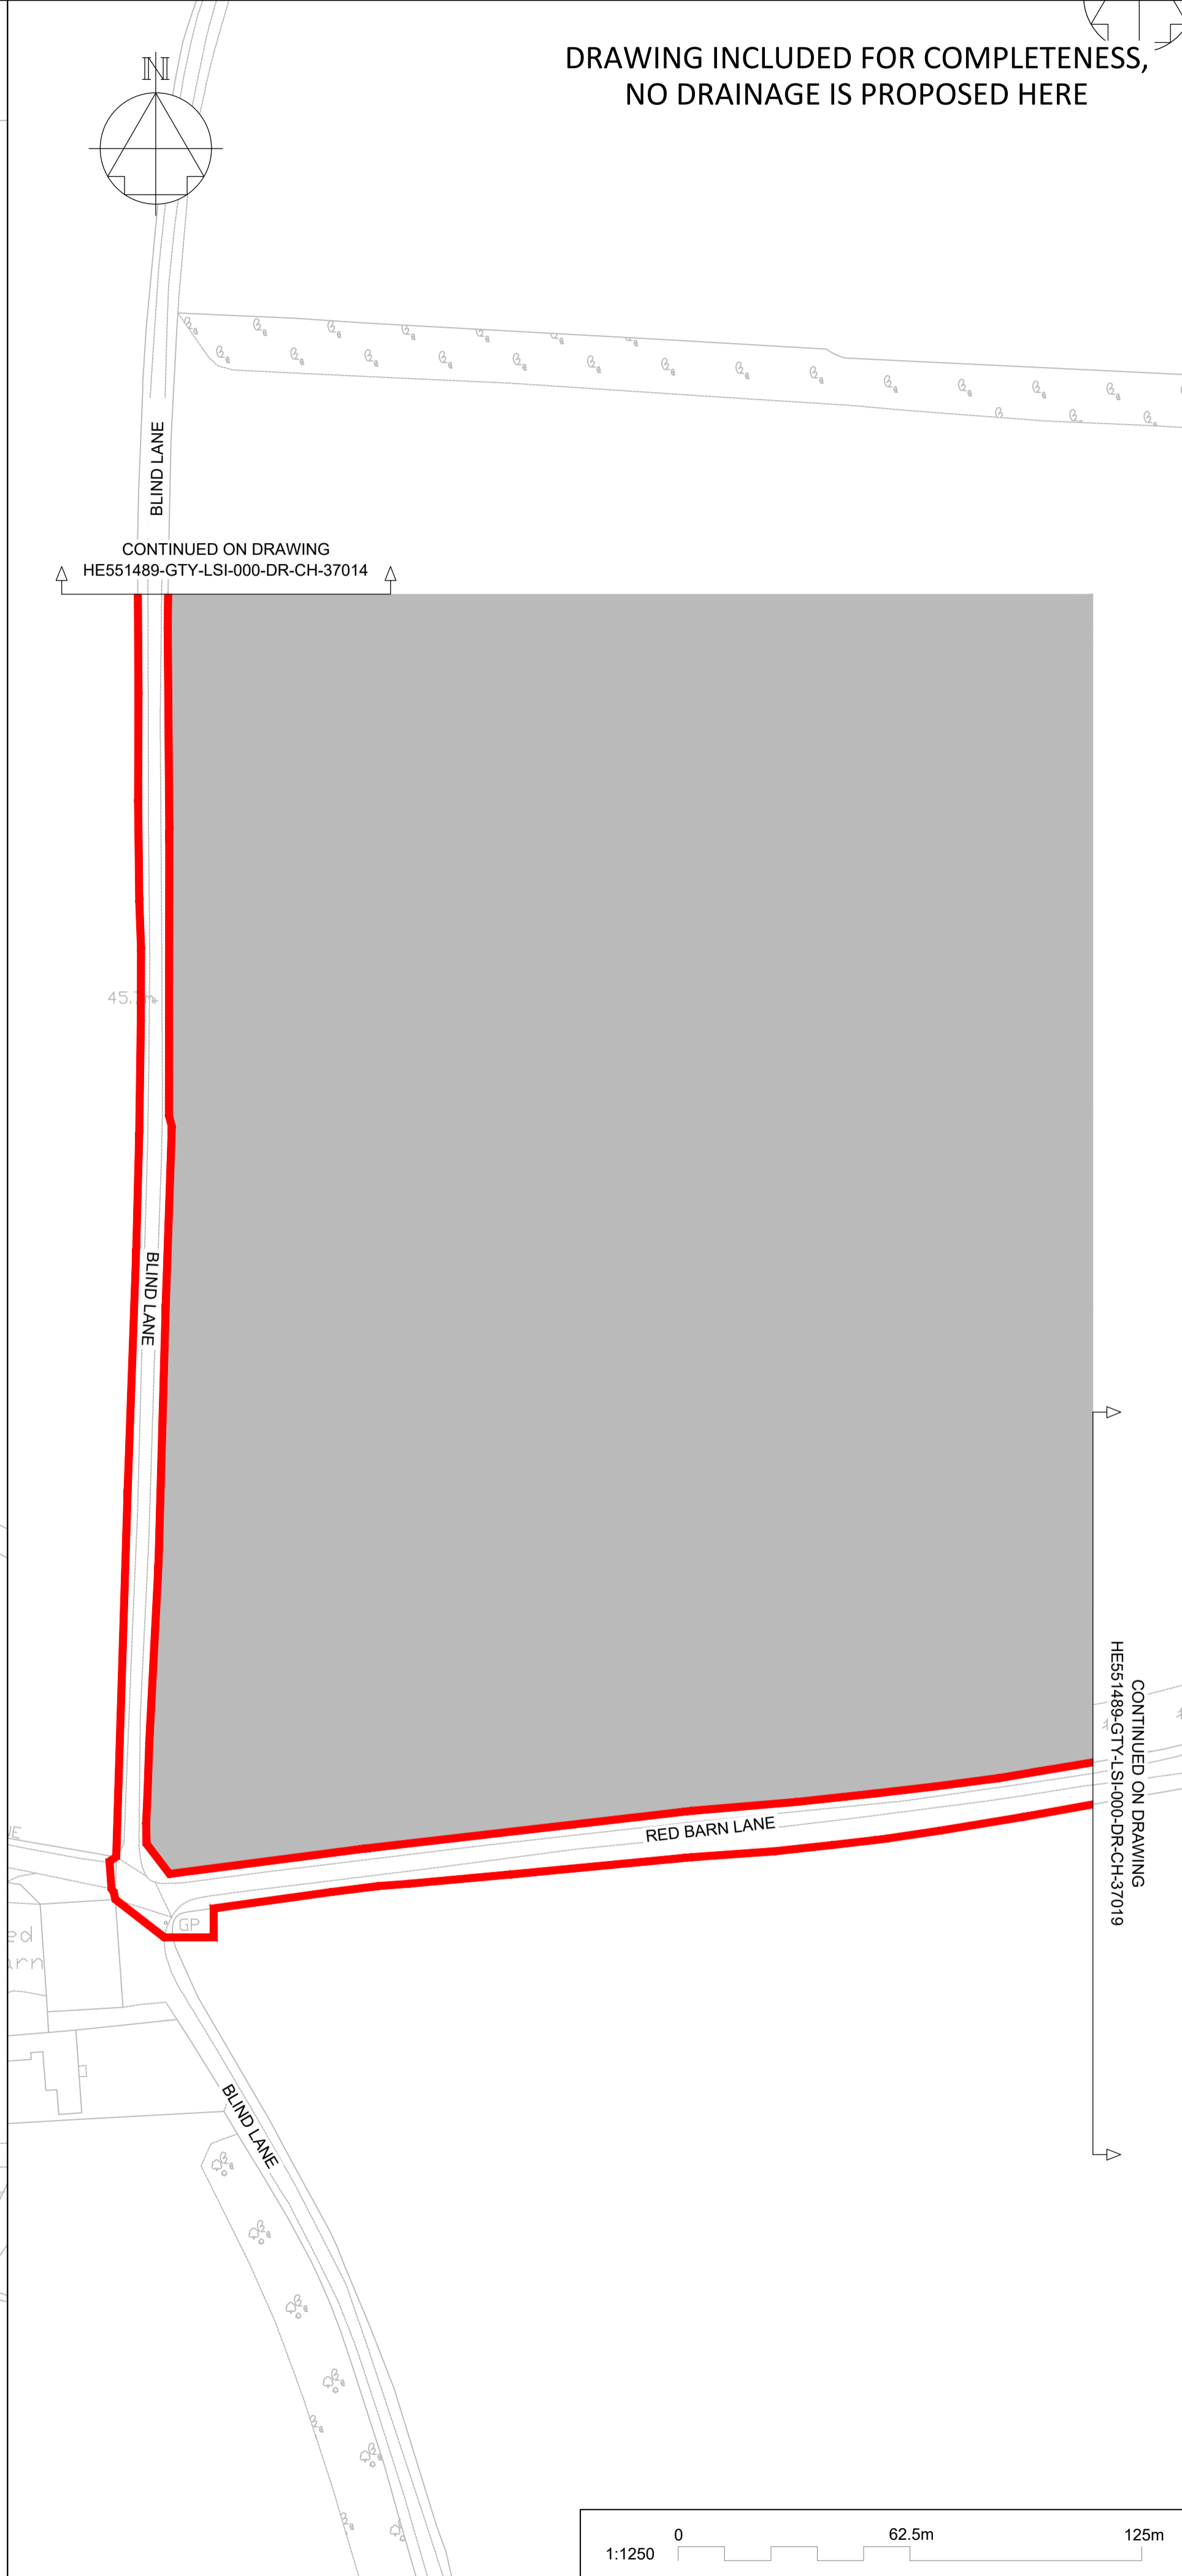 DRAWING INCLUDED FOR COMPLETENESS,
NO DRAINAGE IS PROPOSED HERE
N
BLIND LANE
CONTINUED ON DRAWING
HE551489-GTY-LSI-000-DR-CH-37014
BLIND LANE
CONTINUED ON DRAWING
HE551489-GTY-LSI-000-DR-CH-37019
RED BARN LANE
GP
BLIND LANE
0 62.5m 125m
1:1250